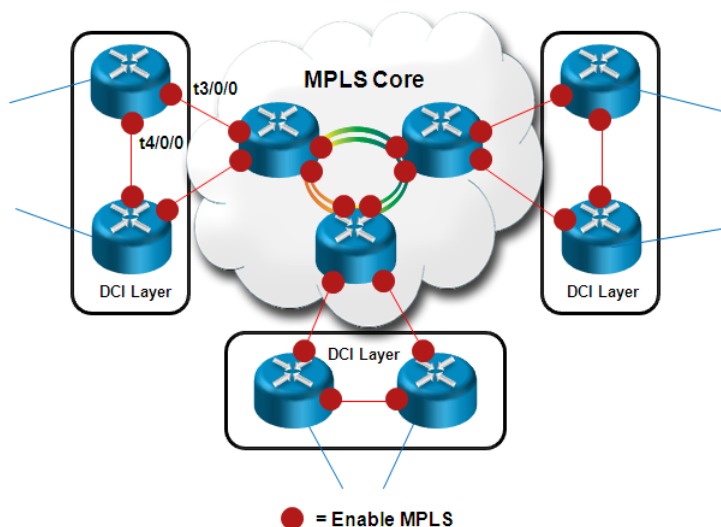 t3/0/0
MPLS Core
t4/0/0
DCI Layer
DCI Layer
DCI Layer
= Enable MPLS